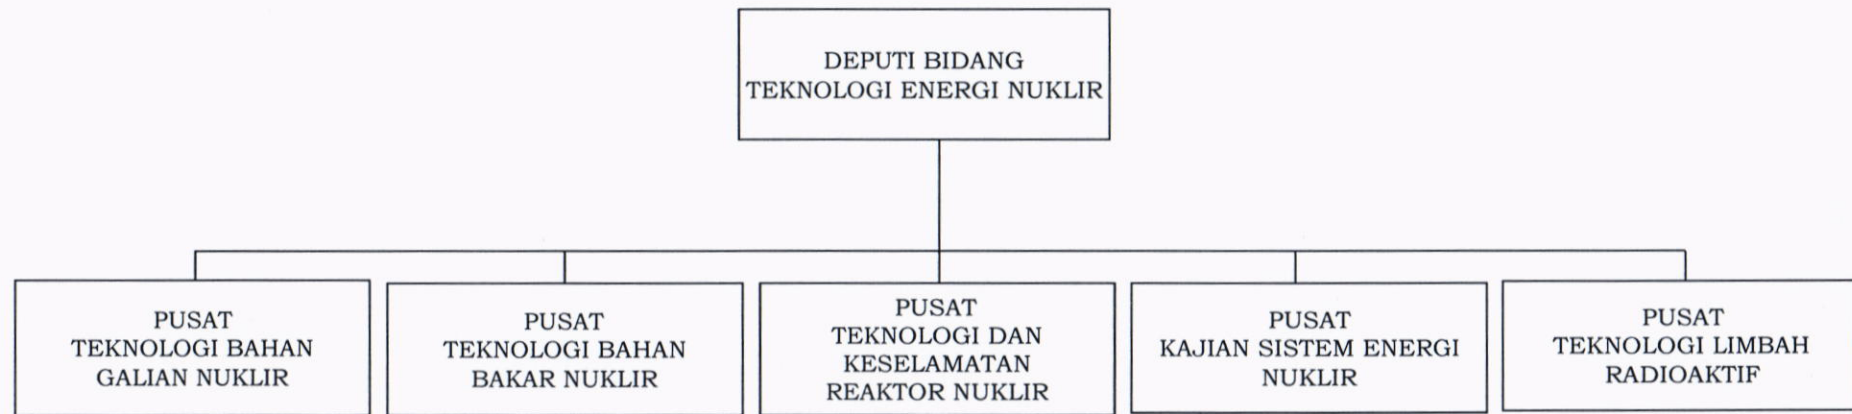 DEPUTI BIDANG
TEKNOLOGI ENERGI NUKLIR
PUSAT
TEKNOLOGI BAHAN
GALIAN NUKLIR
PUSAT
TEKNOLOGI BAHAN
BAKAR NUKLIR
PUSAT
TEKNOLOGI DAN
KESELAMATAN
REAKTOR NUKLIR
PUSAT
KAJIAN SISTEM ENERGI
NUKLIR
PUSAT
TEKNOLOGI LIMBAH
RADIOAKTIF